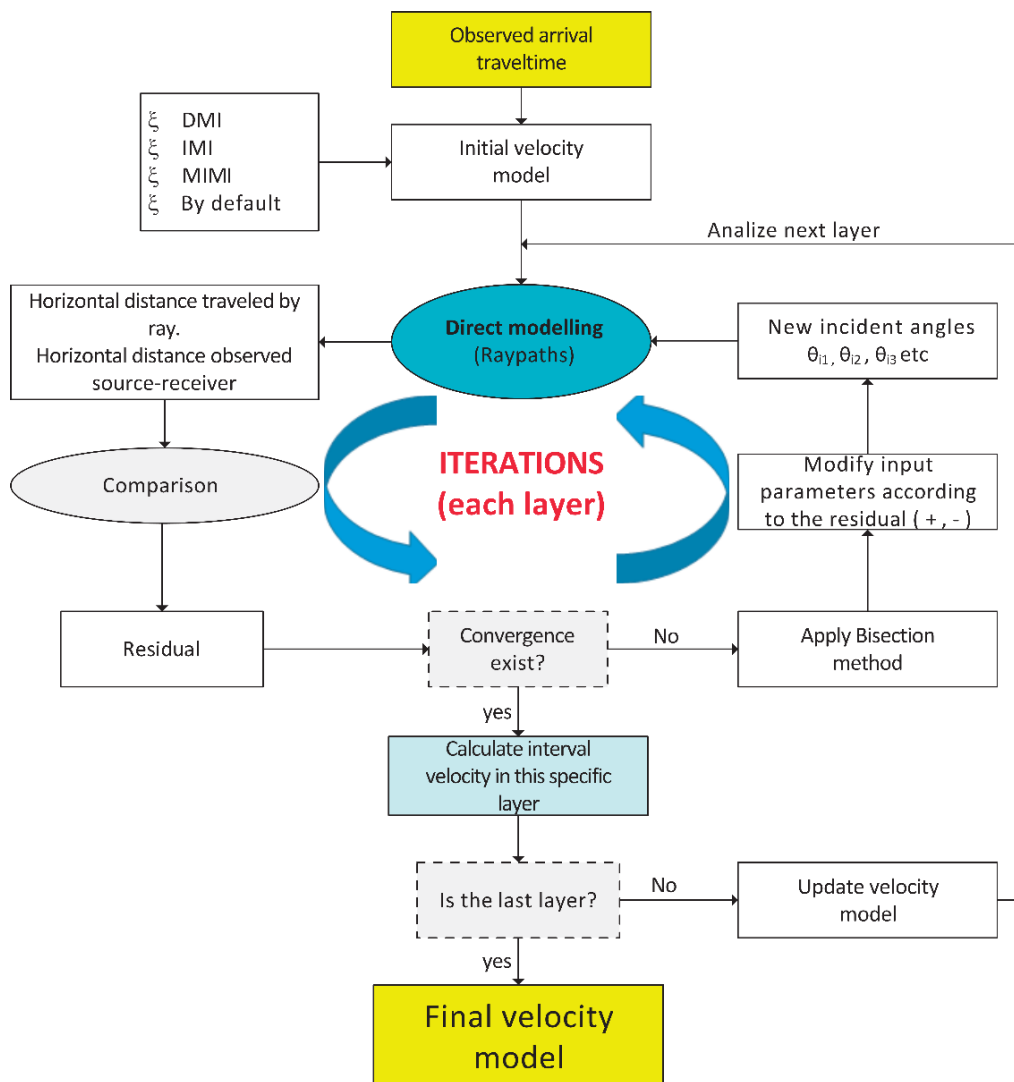 Observed arrival
traveltime
ξ DMI
ξ IMI
ξ MIMI
ξ By default
Initial velocity
model
Analize next layer
Horizontal distance traveled by
ray.
Horizontal distance observed
source-receiver
Direct modelling
(Raypaths)
New incident angles
θi1, θi2, θi3 etc
Comparison
ITERATIONS
(each layer)
Modify input
parameters according
to the residual ( + , - )
Residual
Convergence
exist?
No
Apply Bisection
method
yes
Calculate interval
velocity in this specific
layer
Is the last layer?
No
Update velocity
model
yes
Final velocity
model